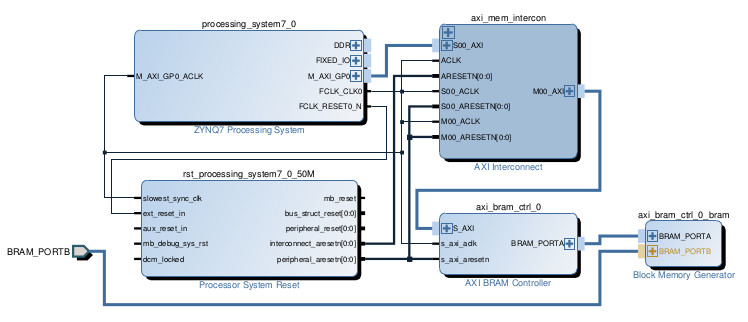 processing_system7_0
DDR
FIXED_IO
M_AXI_GP0_ACLK
M_AXI_GP0
FCLK_CLK0
FCLK_RESET0_N
ZYNQ7 Processing System
axi_mem_intercon
S00_AXI
ACLK
ARESETN[0:0]
S00_ACLK
M00_AXI
S00_ARESETN[0:0]
M00_ACLK
M00_ARESETN[0:0]
AXI Interconnect
rst_processing_system7_0_50M
slowest_sync_clk
mb_reset
ext_reset_in
bus_struct_reset[0:0]
aux_reset_in
peripheral_reset[0:0]
mb_debug_sys_rst
interconnect_aresetn[0:0]
dcm_locked
peripheral_aresetn[0:0]
Processor System Reset
axi_bram_ctrl_0
S_AXI
s_axi_aclk
BRAM_PORTA
s_axi_aresetn
AXI BRAM Controller
axi_bram_ctrl_0_bram
BRAM_PORTA
BRAM_PORTB
Block Memory Generator
BRAM_PORTB